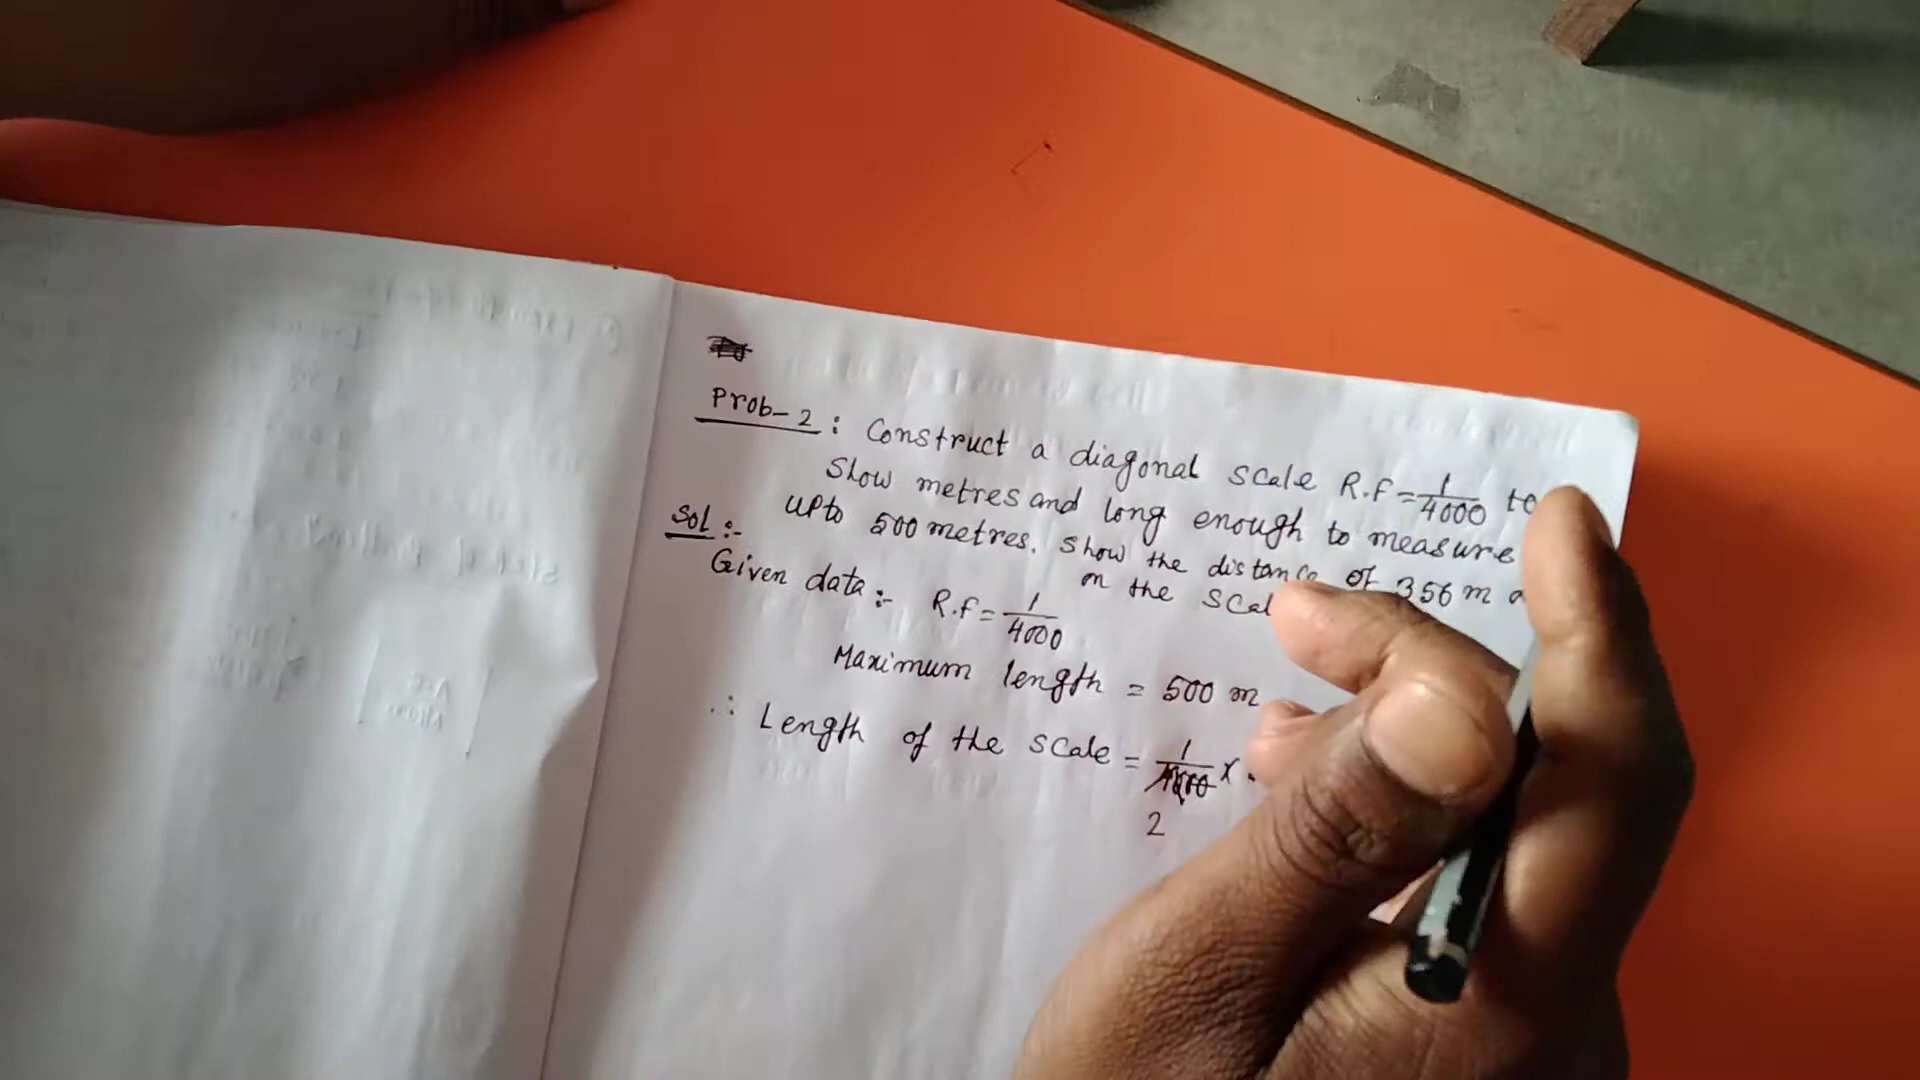 Prob-2 : Construct a diagonal scale R.F = 1/4000 to
Show metres and long enough to measure
upto 500 metres. Show the distance of 356 m
on the
Sol :-
Given data :- R.F = 1/4000
Maximum length = 500 m
∴ Length of the scale = 1/4000 ×
2